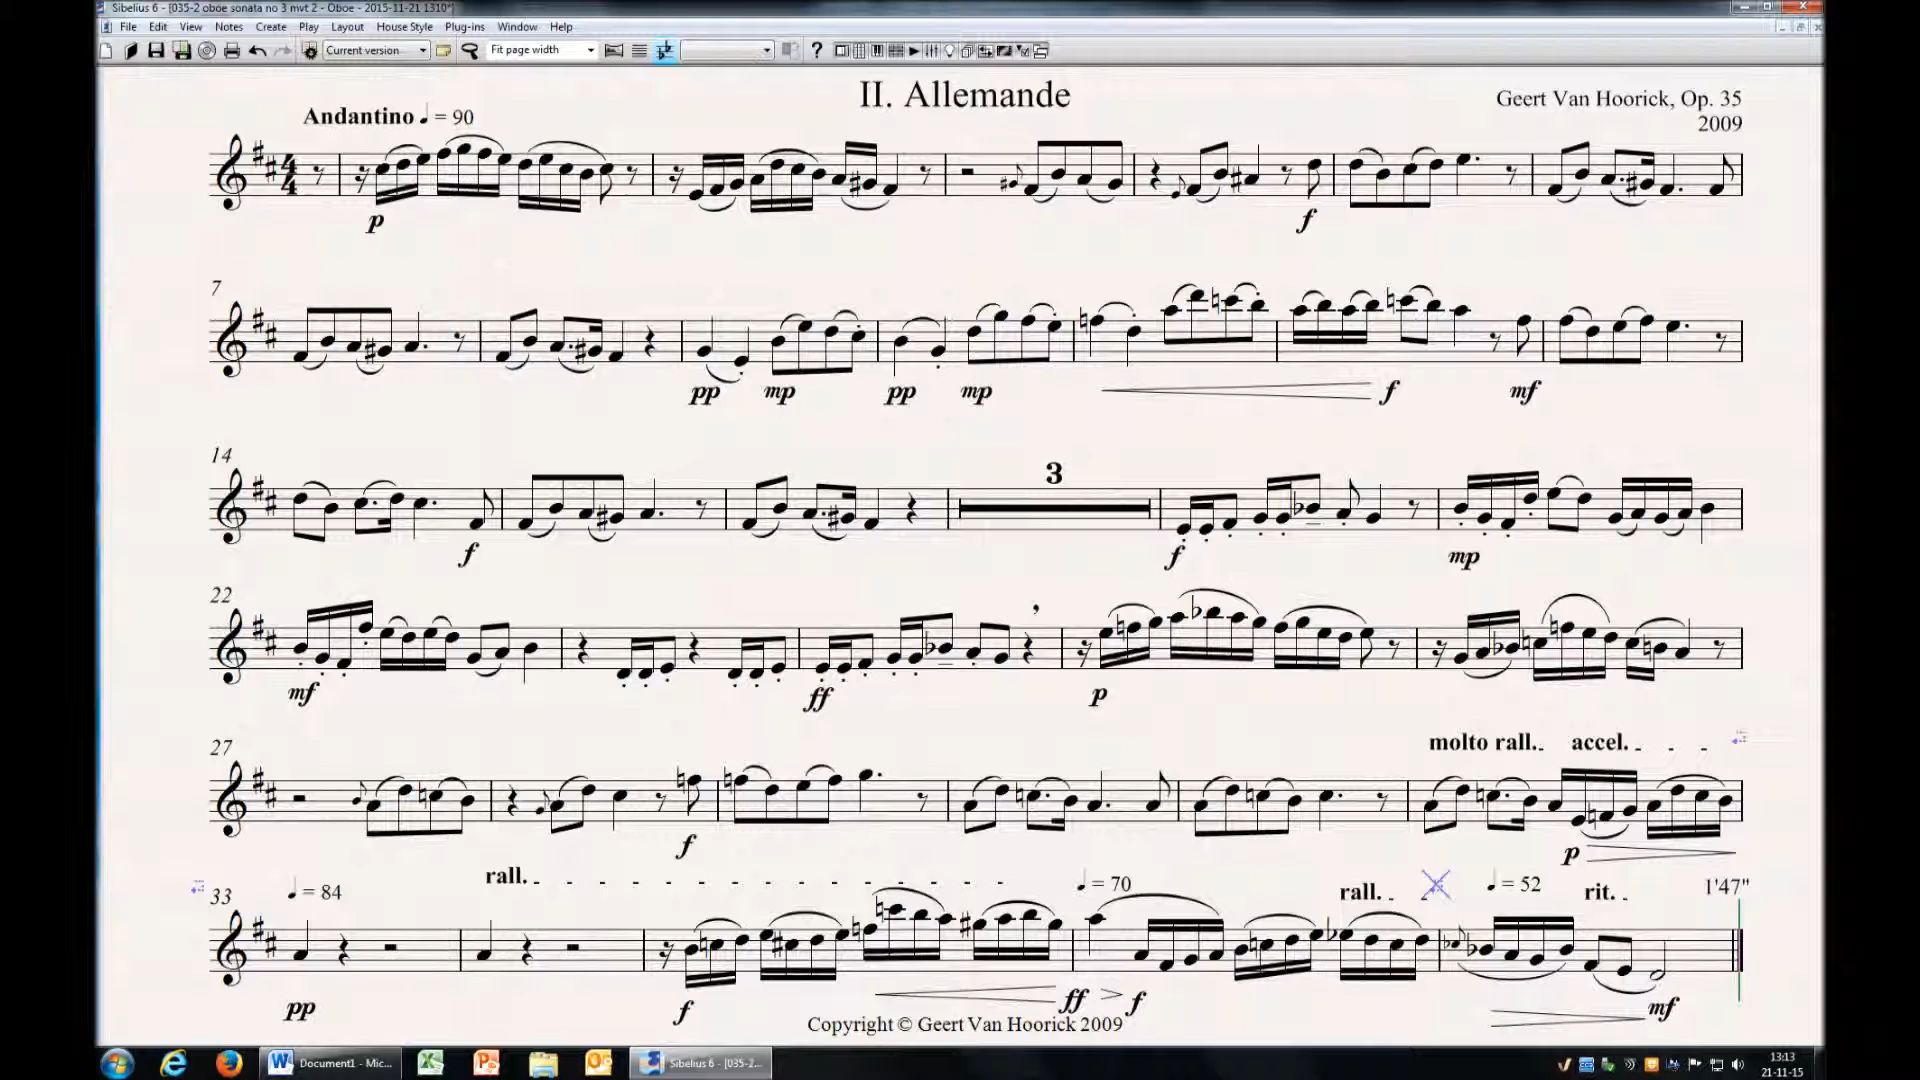 Sibelius 6 - [035-2 oboe sonata no 3 mvt 2 - Oboe - 2015-11-21 1310*]
File Edit View Notes Create Play Layout House Style Plug-ins Window Help
Current version Fit page width ?
II. Allemande
Geert Van Hoorick, Op. 35
2009
Andantino = 90
4
4
p f
7
pp mp pp mp f mf
14
3
f f mp
22
mf ff p
27
molto rall. accel.
f p
33
= 84 rall. = 70 rall. = 52 rit. 1'47"
pp f ff f mf
Copyright © Geert Van Hoorick 2009
Document1 - Mic... Sibelius 6 - [035-2...
13:13
21-11-15